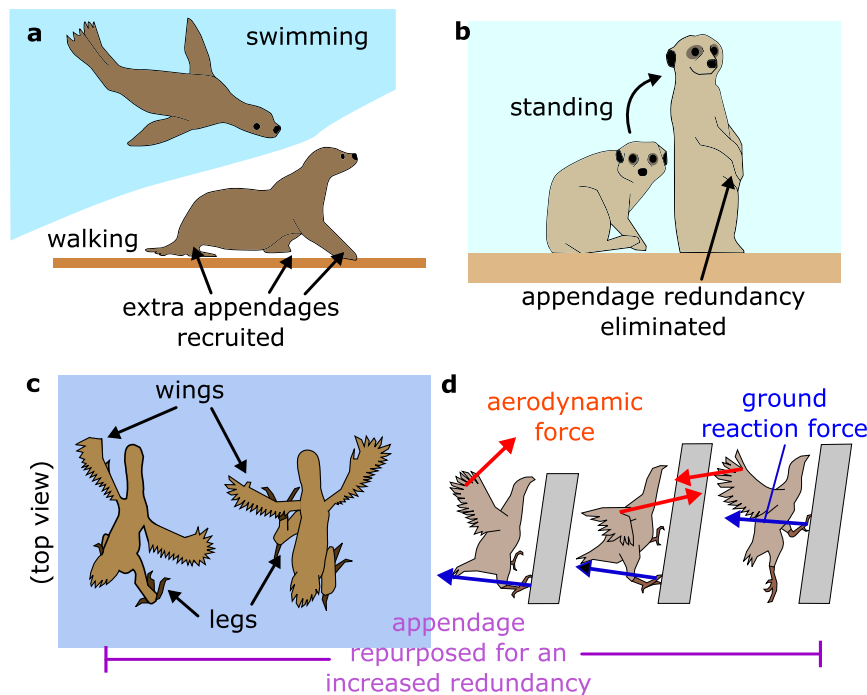 a
swimming
walking
extra appendages
recruited
b
standing
appendage redundancy
eliminated
c
wings
(top view)
legs
d
aerodynamic
force
ground
reaction force
appendage
repurposed for an
increased redundancy